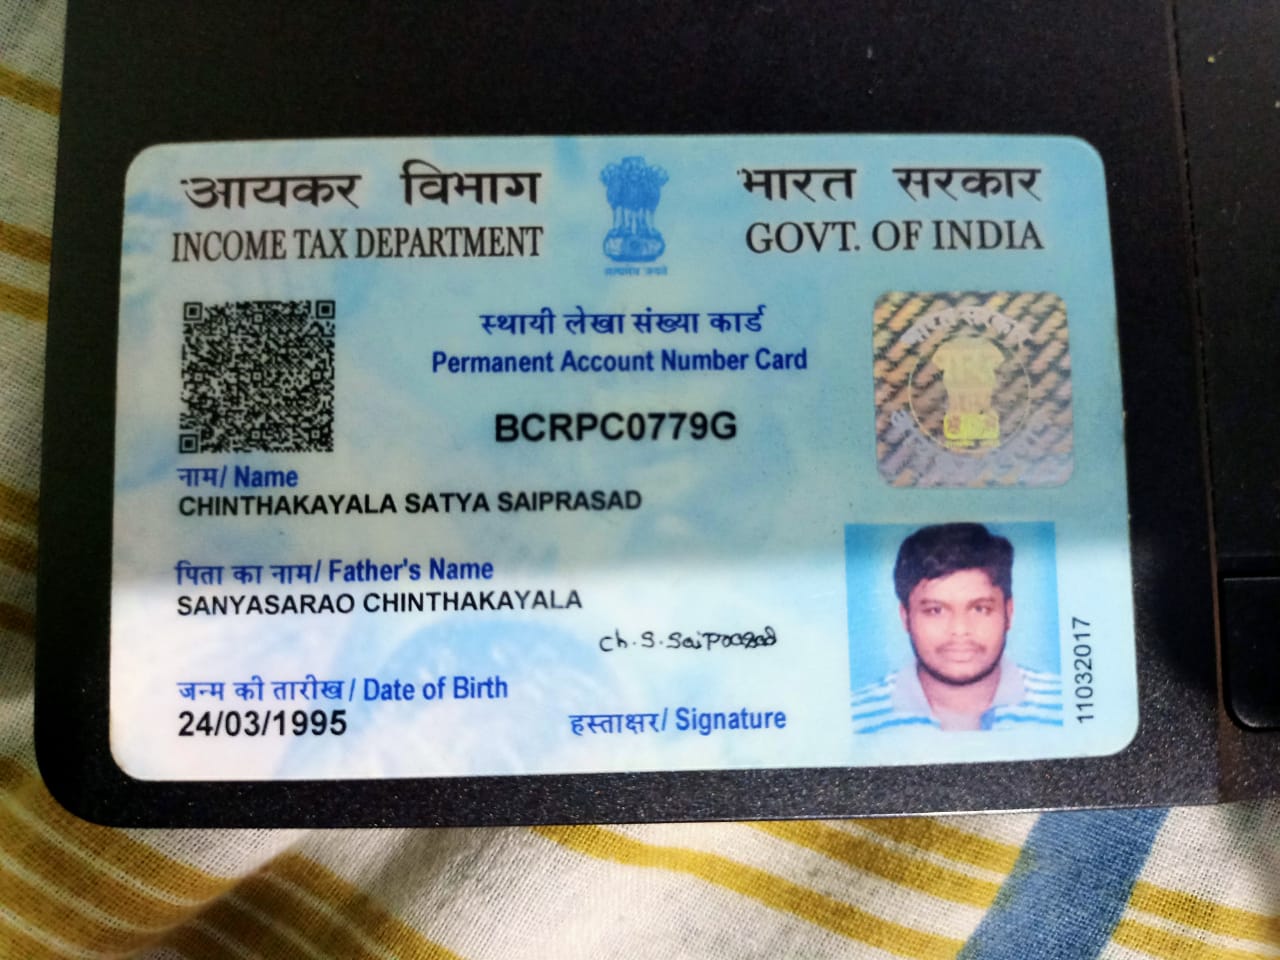 आयकर विभाग
INCOME TAX DEPARTMENT
सत्यमेव जयते
भारत सरकार
GOVT. OF INDIA
स्थायी लेखा संख्या कार्ड
Permanent Account Number Card
BCRPC0779G
भारत सरकार
नाम/ Name
CHINTHAKAYALA SATYA SAIPRASAD
पिता का नाम/ Father's Name
SANYASARAO CHINTHAKAYALA
Ch.S.SaiPrasad
जन्म की तारीख/ Date of Birth
24/03/1995
हस्ताक्षर/ Signature
11032017